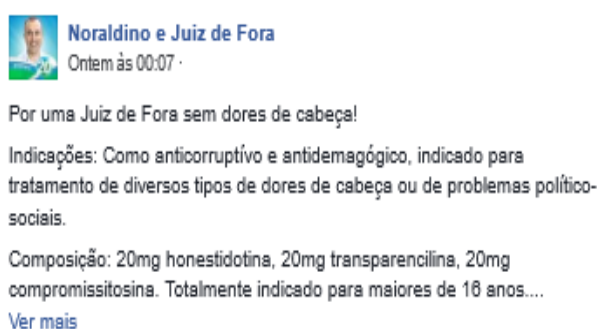 Noraldino e Juiz de Fora
Ontem às 00:07 ·
Por uma Juiz de Fora sem dores de cabeça!
Indicações: Como anticorruptívo e antidemagógico, indicado para
tratamento de diversos tipos de dores de cabeça ou de problemas político-
sociais.
Composição: 20mg honestidotina, 20mg transparencilina, 20mg
compromissitosina. Totalmente indicado para maiores de 16 anos....
Ver mais